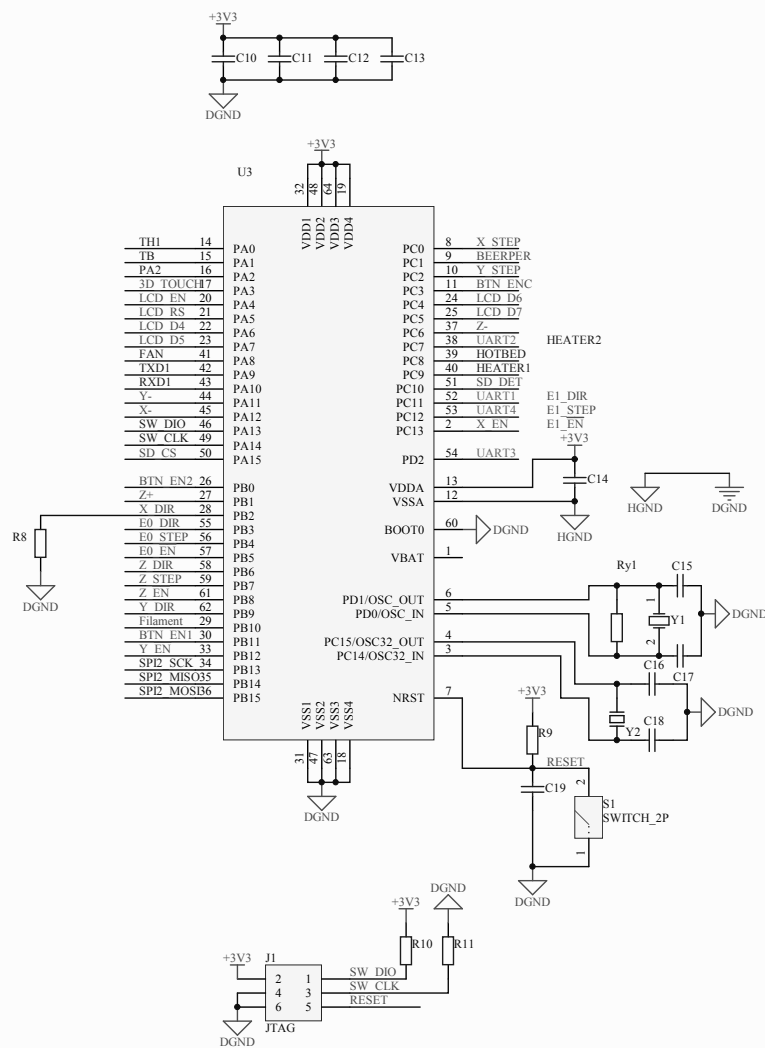 +3V3
C10 C11 C12 C13
DGND
+3V3
U3
32 48 64 19
VDD1 VDD2 VDD3 VDD4
TH1 14 PA0 PC0 8 X_STEP
TB 15 PA1 PC1 9 BEERPER
PA2 16 PA2 PC2 10 Y_STEP
3D_TOUCH 17 PA3 PC3 11 BTN_ENC
LCD_EN 20 PA4 PC4 24 LCD_D6
LCD_RS 21 PA5 PC5 25 LCD_D7
LCD_D4 22 PA6 PC6 37 Z-
LCD_D5 23 PA7 PC7 38 UART2 HEATER2
FAN 41 PA8 PC8 39 HOTBED
TXD1 42 PA9 PC9 40 HEATER1
RXD1 43 PA10 PC10 51 SD_DET
Y- 44 PA11 PC11 52 UART1 E1_DIR
X- 45 PA12 PC12 53 UART4 E1_STEP
SW_DIO 46 PA13 PC13 2 X_EN E1_EN
SW_CLK 49 PA14
+3V3
SD_CS 50 PA15 PD2 54 UART3
BTN_EN2 26 PB0 VDDA 13 C14
Z+ 27 PB1 VSSA 12
HGND DGND
X_DIR 28 PB2
E0_DIR 55 PB3 BOOT0 60 DGND HGND
R8 E0_STEP 56 PB4
E0_EN 57 PB5 VBAT 1
Z_DIR 58 PB6
Z_STEP 59 PB7 Ry1 C15
DGND
Z_EN 61 PB8 PD1/OSC_OUT 6 1
Y_DIR 62 PB9 PD0/OSC_IN 5 Y1 DGND
Filament 29 PB10
BTN_EN1 30 PB11 PC15/OSC32_OUT 4 2
Y_EN 33 PB12 PC14/OSC32_IN 3 C16 C17
SPI2_SCK 34 PB13
SPI2_MISO 35 PB14
SPI2_MOSI 36 PB15 NRST 7 +3V3
DGND
VSS1 VSS2 VSS3 VSS4 C18
31 47 63 18 R9 Y2
RESET
DGND
C19 2
S1
SWITCH_2P
1
DGND
DGND
+3V3
R10 R11
+3V3 J1
2 1 SW_DIO
4 3 SW_CLK
6 5 RESET
JTAG
DGND